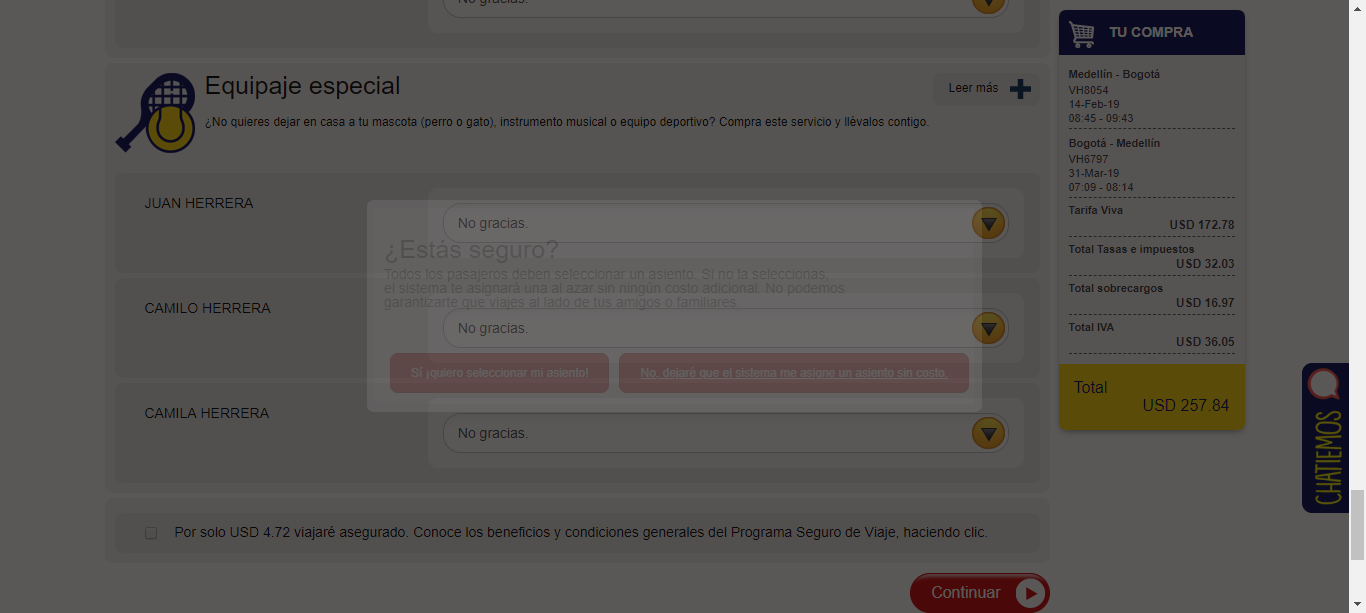 No gracias.
Equipaje especial
Leer más
¿No quieres dejar en casa a tu mascota (perro o gato), instrumento musical o equipo deportivo? Compra este servicio y llévalos contigo.
JUAN HERRERA
No gracias.
¿Estás seguro?
Todos los pasajeros deben seleccionar un asiento. Si no la seleccionas,
el sistema te asignará una al azar sin ningún costo adicional. No podemos
garantizarte que viajes al lado de tus amigos o familiares.
CAMILO HERRERA
No gracias.
Sí ¡quiero seleccionar mi asiento!
No, dejaré que el sistema me asigne un asiento sin costo.
CAMILA HERRERA
No gracias.
Por solo USD 4.72 viajaré asegurado. Conoce los beneficios y condiciones generales del Programa Seguro de Viaje, haciendo clic.
Continuar
TU COMPRA
Medellín - Bogotá
VH8054
14-Feb-19
08:45 - 09:43
Bogotá - Medellín
VH6797
31-Mar-19
07:09 - 08:14
Tarifa Viva
USD 172.78
Total Tasas e impuestos
USD 32.03
Total sobrecargos
USD 16.97
Total IVA
USD 36.05
Total
USD 257.84
CHATIEMOS